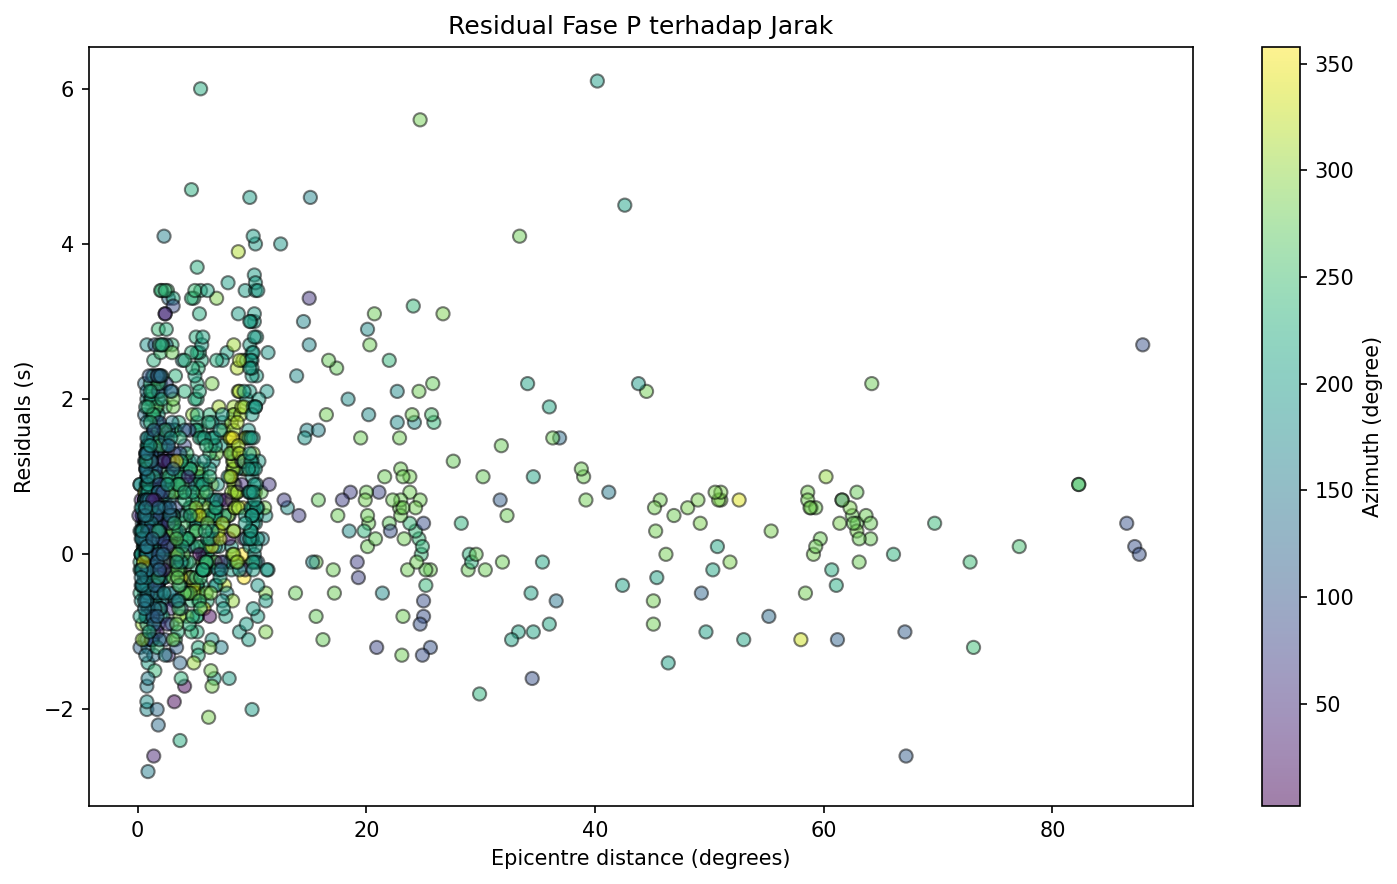 Residual Fase P terhadap Jarak
Residuals (s)
6
4
2
0
−2
0 20 40 60 80
Epicentre distance (degrees)
350
300
250
200
150
100
50
Azimuth (degree)